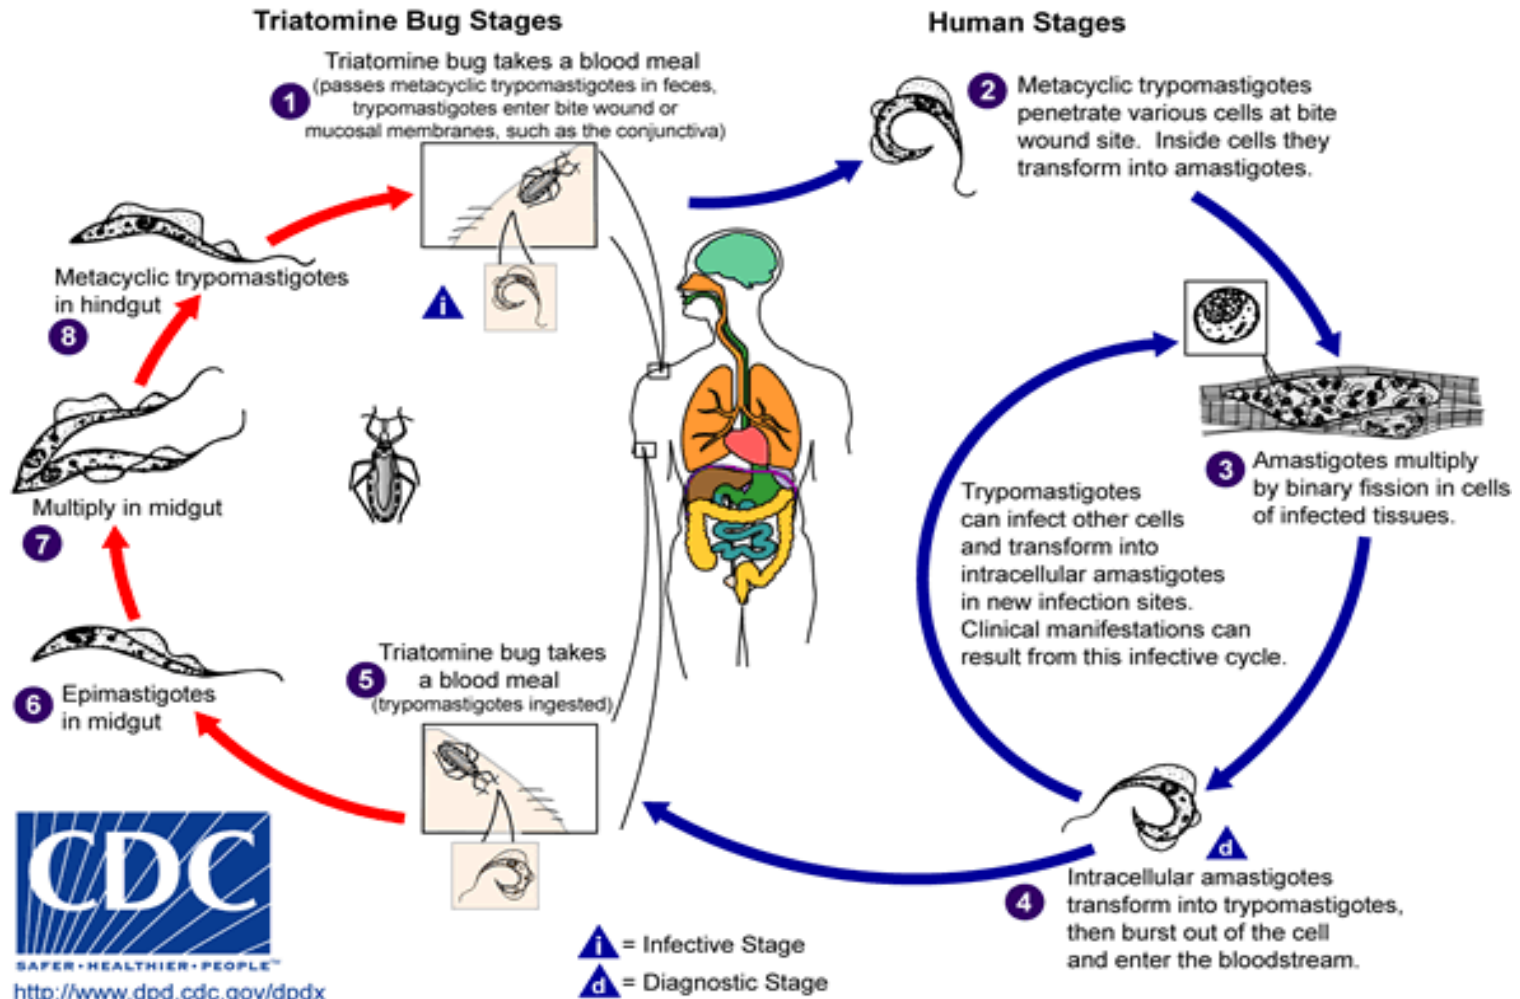 Triatomine Bug Stages
Human Stages
Triatomine bug takes a blood meal
(passes metacyclic trypomastigotes in feces,
trypomastigotes enter bite wound or
mucosal membranes, such as the conjunctiva)
1
i
2
Metacyclic trypomastigotes
penetrate various cells at bite
wound site. Inside cells they
transform into amastigotes.
3
Amastigotes multiply
by binary fission in cells
of infected tissues.
Trypomastigotes
can infect other cells
and transform into
intracellular amastigotes
in new infection sites.
Clinical manifestations can
result from this infective cycle.
d
4
Intracellular amastigotes
transform into trypomastigotes,
then burst out of the cell
and enter the bloodstream.
5
Triatomine bug takes
a blood meal
(trypomastigotes ingested)
6
Epimastigotes
in midgut
Multiply in midgut
7
Metacyclic trypomastigotes
in hindgut
8
i = Infective Stage
d = Diagnostic Stage
CDC
SAFER•HEALTHIER•PEOPLE™
http://www.dpd.cdc.gov/dpdx